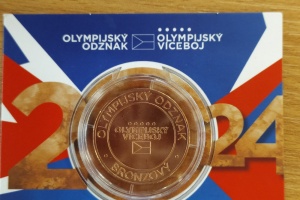 OLYMPIJSKÝ
ODZNAK
OLYMPIJSKÝ
VÍCEBOJ
2024
OLYMPIJSKÝ ODZNAK
OLYMPIJSKÝ
VÍCEBOJ
BRONZOVÝ